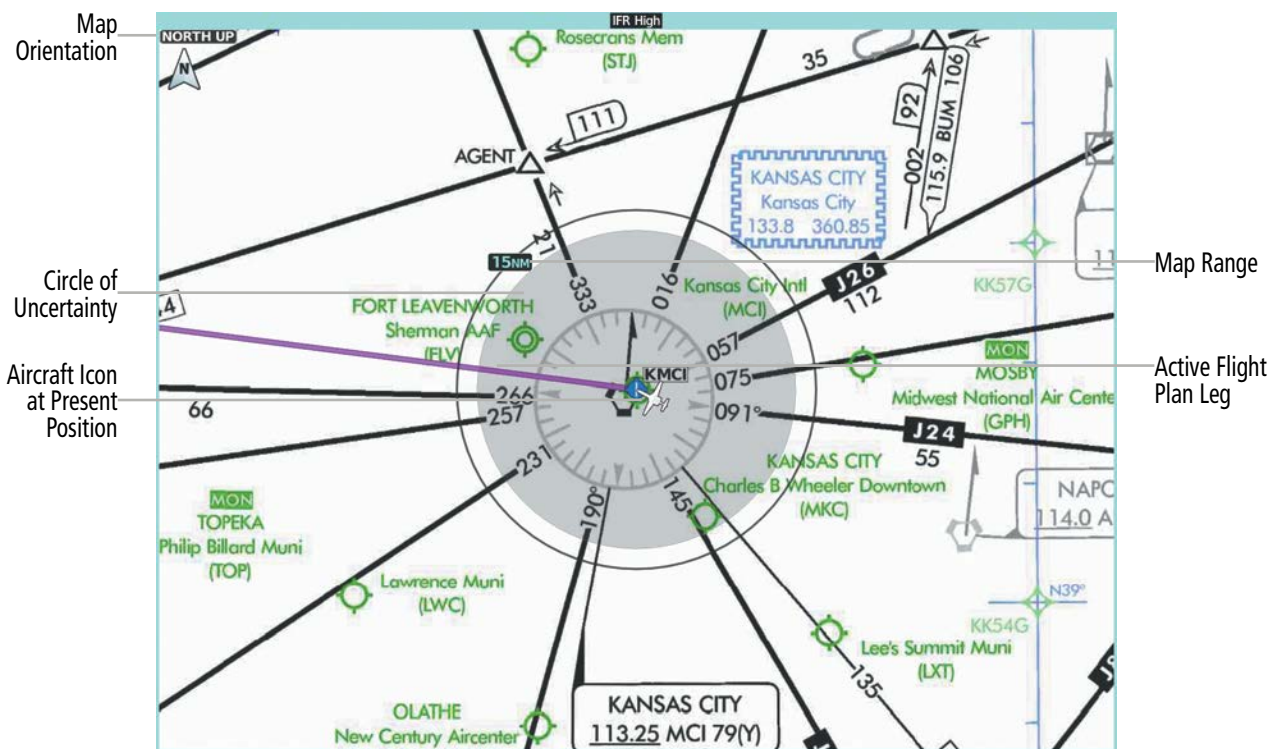 Map
Orientation
IFR High
NORTH UP
N
Rosecrans Mem
(STJ)
35
111
92
002
115.9 BUM 106
AGENT
KANSAS CITY
Kansas City
133.8 360.85
21
333
016
15NM
Map Range
Circle of
Uncertainty
KK57G
J26
112
Kansas City Intl
(MCI)
FORT LEAVENWORTH
Sherman AAF
(FLV)
057
KMCI
075
MON
MOSBY
Midwest National Air Cente
(GPH)
Active Flight
Plan Leg
Aircraft Icon
at Present
Position
66
266
257
091°
J24
55
231
190°
145
KANSAS CITY
Charles B Wheeler Downtown
(MKC)
NAPO
114.0 A
MON
TOPEKA
Philip Billard Muni
(TOP)
Lawrence Muni
(LWC)
N39°
KK54G
Lee's Summit Muni
(LXT)
135
OLATHE
New Century Aircenter
KANSAS CITY
113.25 MCI 79(Y)